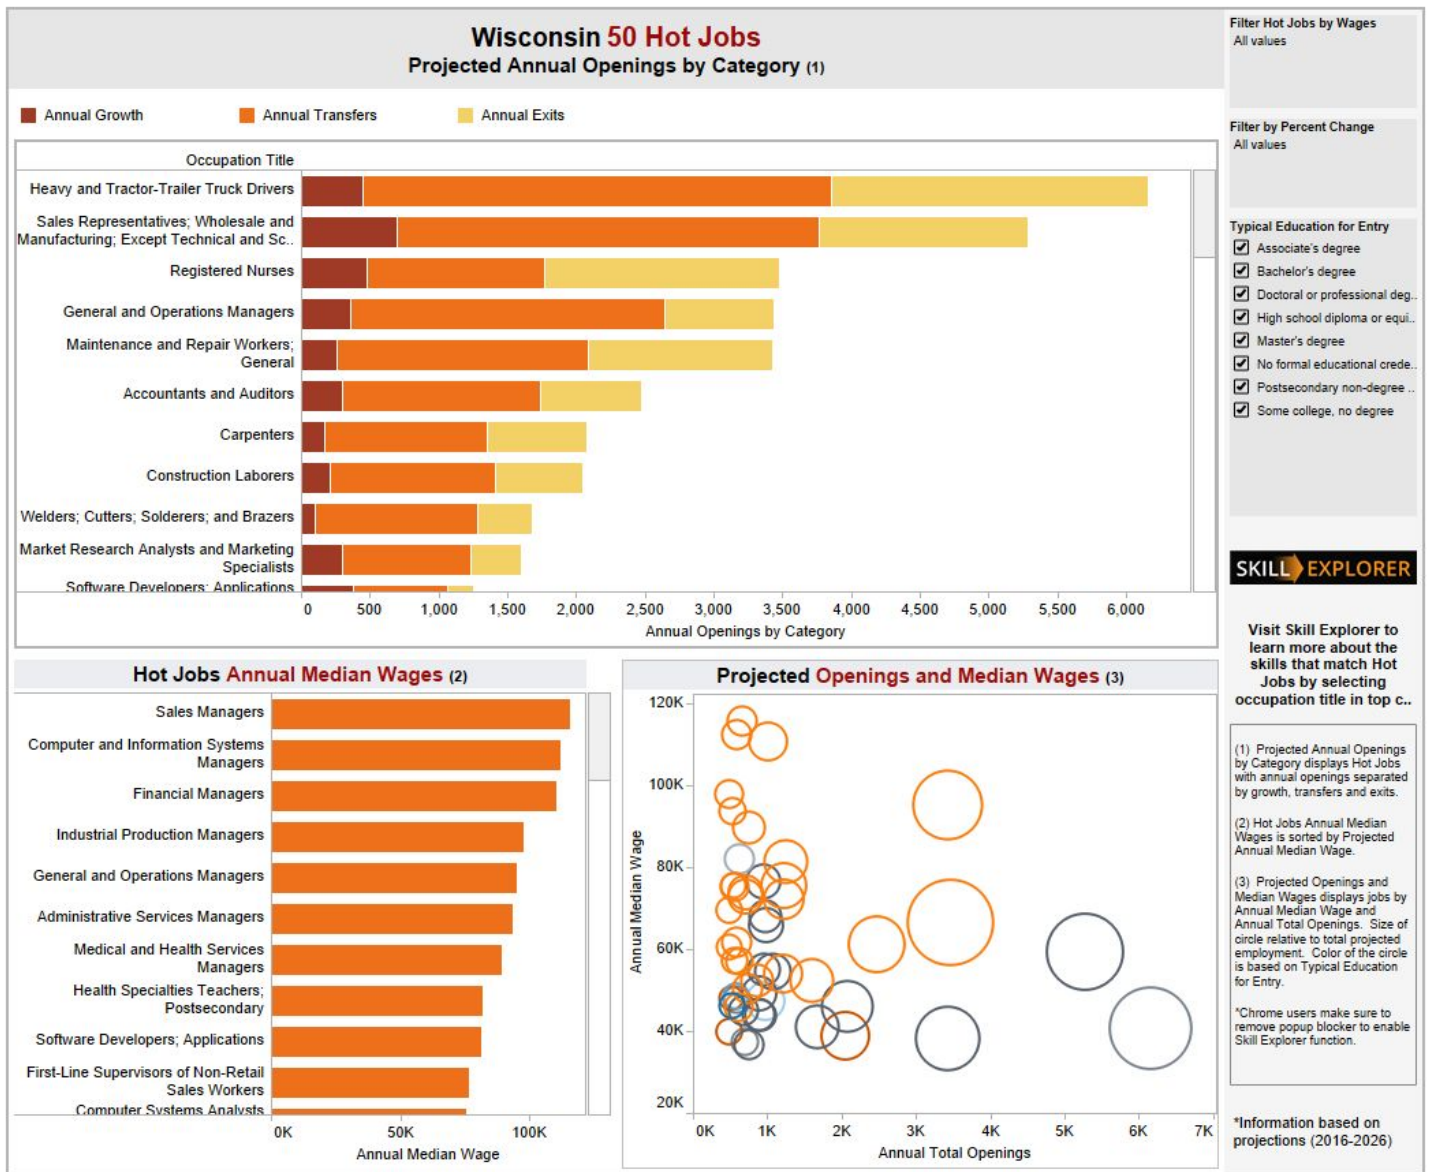 Wisconsin 50 Hot Jobs
Projected Annual Openings by Category (1)
Annual Growth
Annual Transfers
Annual Exits
Occupation Title
Heavy and Tractor-Trailer Truck Drivers
Sales Representatives; Wholesale and
Manufacturing; Except Technical and Sc..
Registered Nurses
General and Operations Managers
Maintenance and Repair Workers;
General
Accountants and Auditors
Carpenters
Construction Laborers
Welders; Cutters; Solderers; and Brazers
Market Research Analysts and Marketing
Specialists
Software Developers; Applications
0 500 1,000 1,500 2,000 2,500 3,000 3,500 4,000 4,500 5,000 5,500 6,000
Annual Openings by Category
Hot Jobs Annual Median Wages (2)
Sales Managers
Computer and Information Systems
Managers
Financial Managers
Industrial Production Managers
General and Operations Managers
Administrative Services Managers
Medical and Health Services
Managers
Health Specialties Teachers;
Postsecondary
Software Developers; Applications
First-Line Supervisors of Non-Retail
Sales Workers
Computer Systems Analysts
0K 50K 100K
Annual Median Wage
Projected Openings and Median Wages (3)
120K
100K
80K
60K
40K
20K
Annual Median Wage
0K 1K 2K 3K 4K 5K 6K 7K
Annual Total Openings
Filter Hot Jobs by Wages
All values
Filter by Percent Change
All values
Typical Education for Entry
Associate's degree
Bachelor's degree
Doctoral or professional deg..
High school diploma or equi..
Master's degree
No formal educational crede..
Postsecondary non-degree ..
Some college, no degree
SKILL EXPLORER
Visit Skill Explorer to
learn more about the
skills that match Hot
Jobs by selecting
occupation title in top c..
(1) Projected Annual Openings
by Category displays Hot Jobs
with annual openings separated
by growth, transfers and exits.
(2) Hot Jobs Annual Median
Wages is sorted by Projected
Annual Median Wage.
(3) Projected Openings and
Median Wages displays jobs by
Annual Median Wage and
Annual Total Openings. Size of
circle relative to total projected
employment. Color of the circle
is based on Typical Education
for Entry.
*Chrome users make sure to
remove popup blocker to enable
Skill Explorer function.
*Information based on
projections (2016-2026)